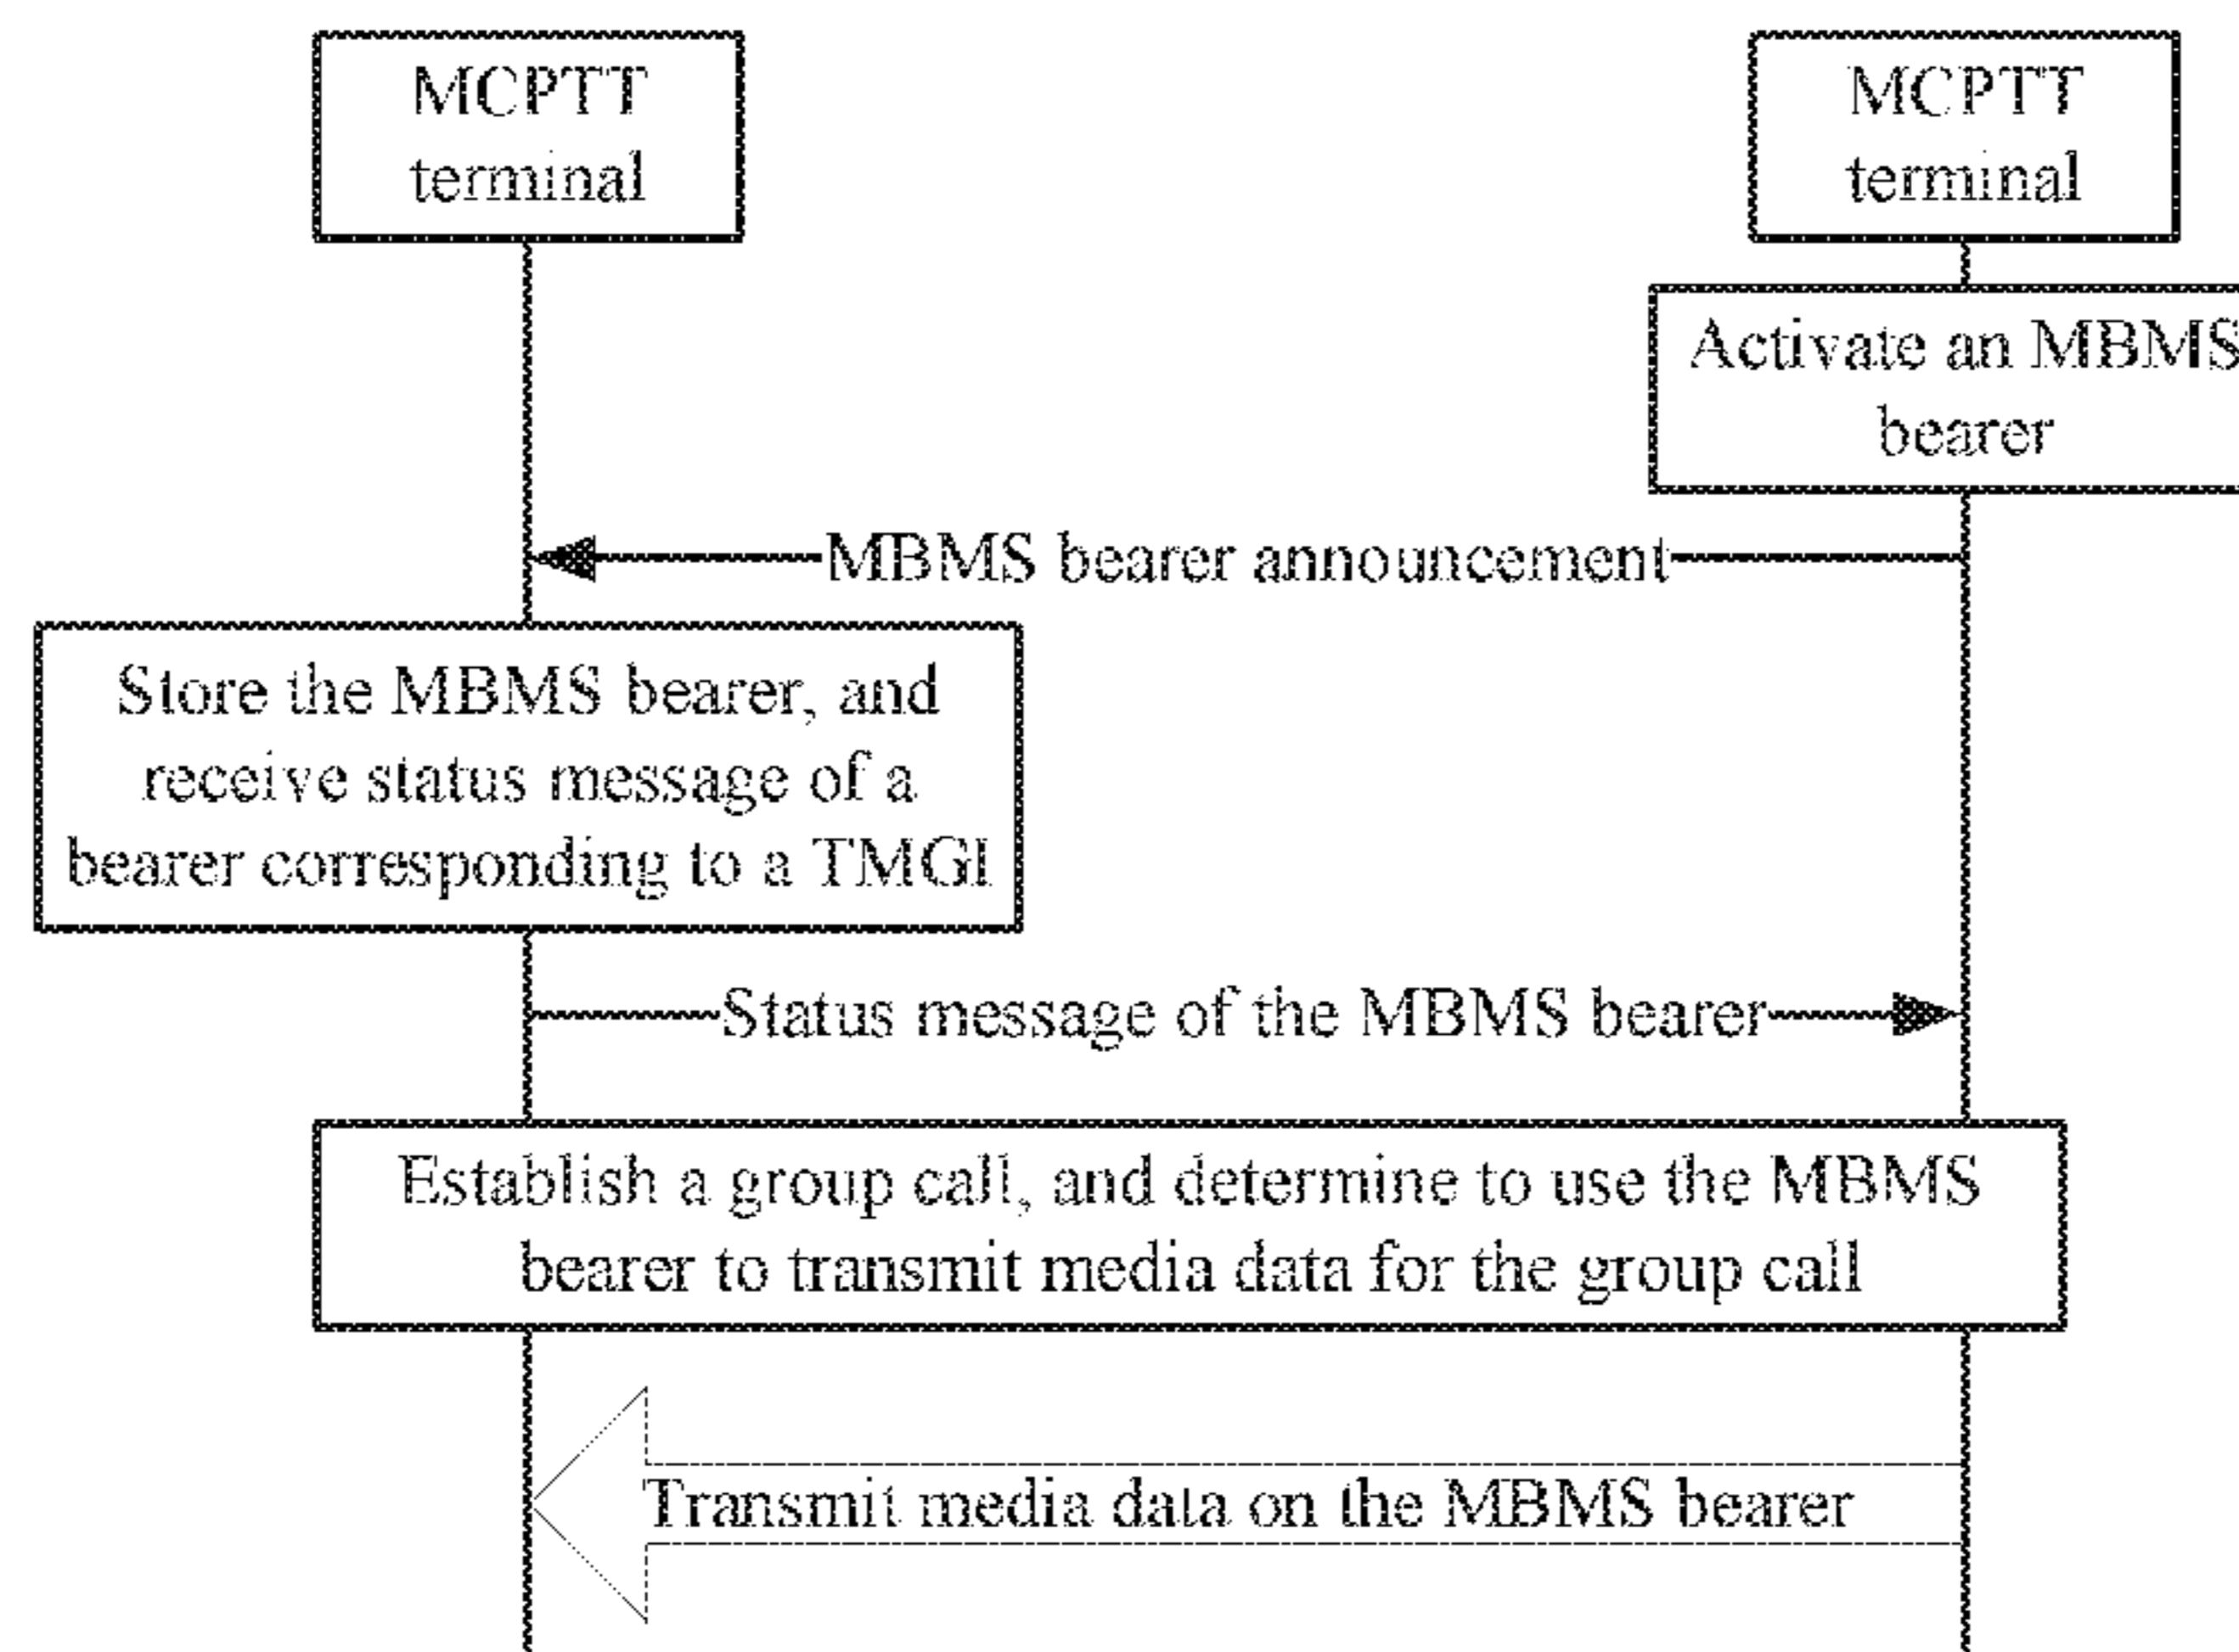 MCPTT
terminal
MCPTT
terminal
Activate an MBMS
bearer
MBMS bearer announcement
Store the MBMS bearer, and
receive status message of a
bearer corresponding to a TMGI
Status message of the MBMS bearer
Establish a group call, and determine to use the MBMS
bearer to transmit media data for the group call
Transmit media data on the MBMS bearer